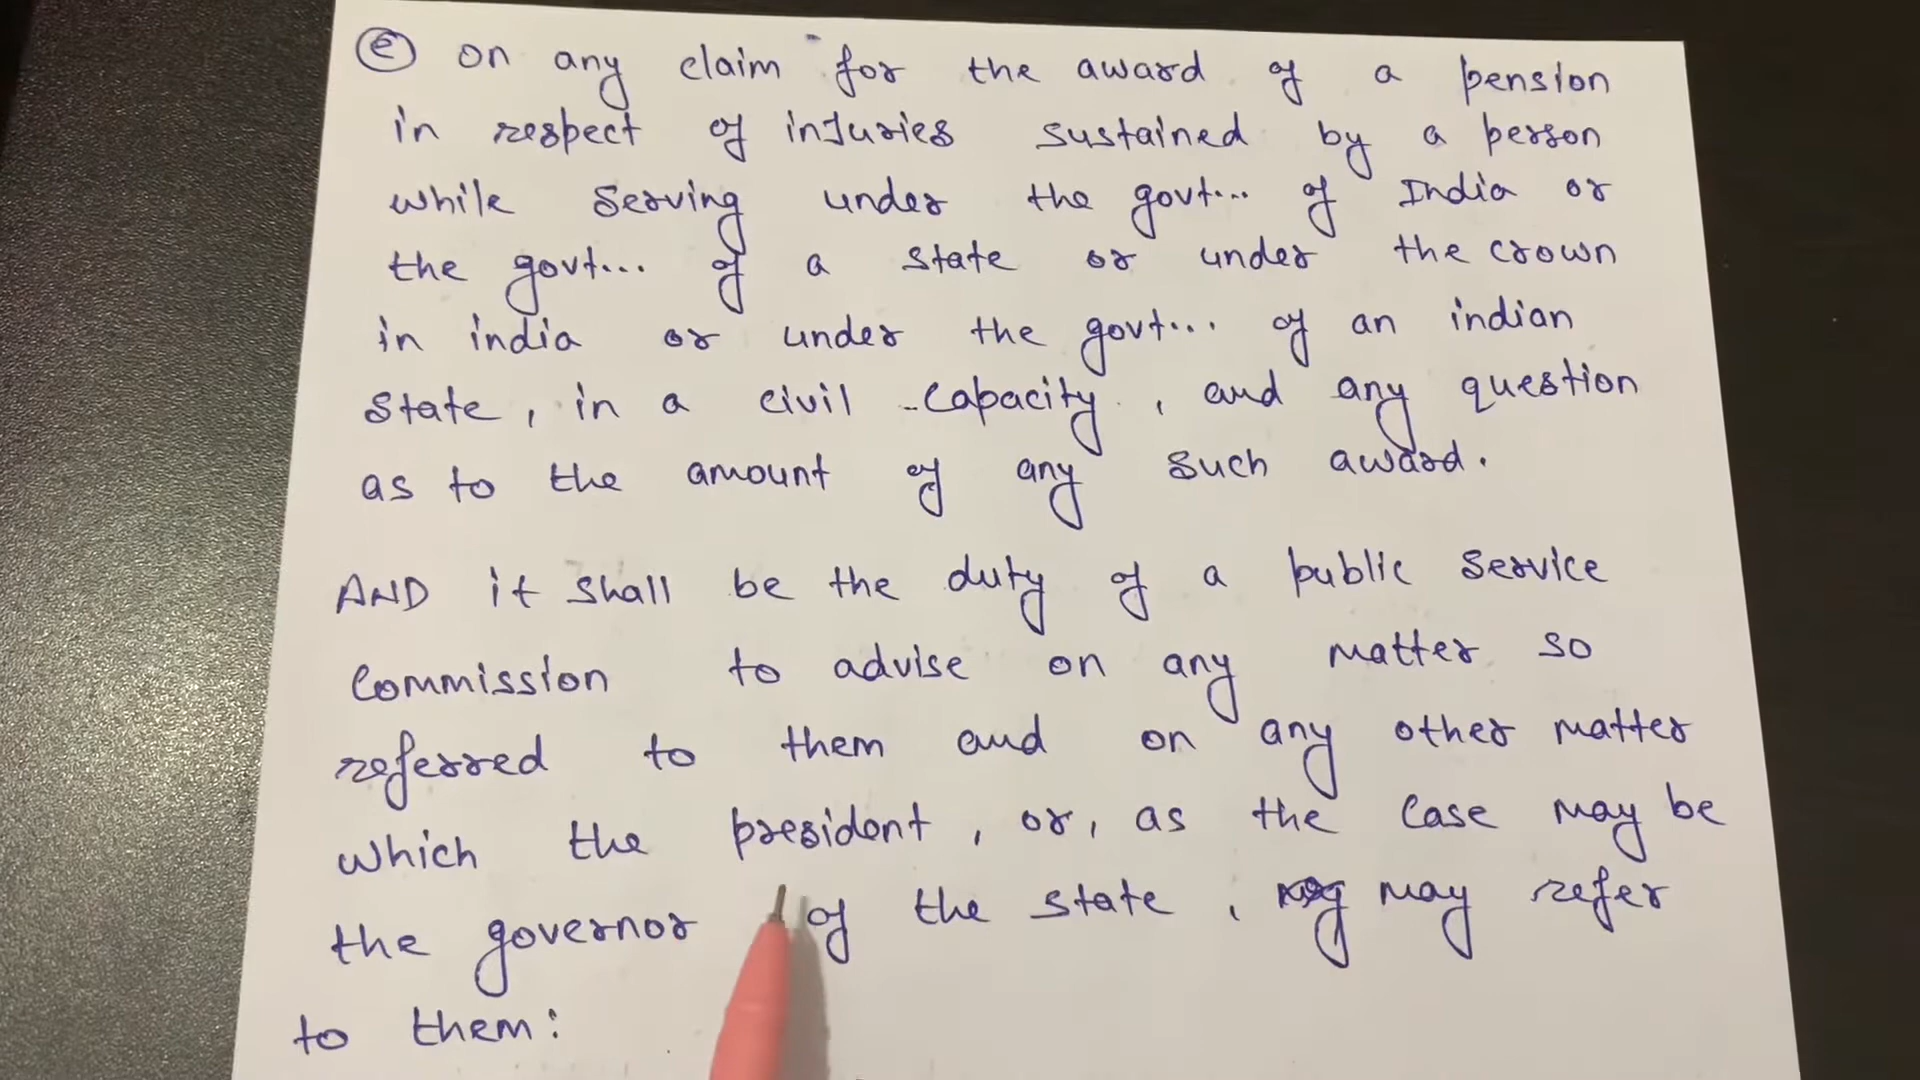 (e) on any claim for the award of a pension
in respect of injuries sustained by a person
while serving under the govt... of India or
the govt... of a state or under the crown
in india or under the govt... of an indian
state, in a civil capacity, and any question
as to the amount of any such award.
AND it shall be the duty of a public service
commission to advise on any matter so
referred to them and on any other matter
which the president, or, as the case may be
the governor of the state, may refer
to them: